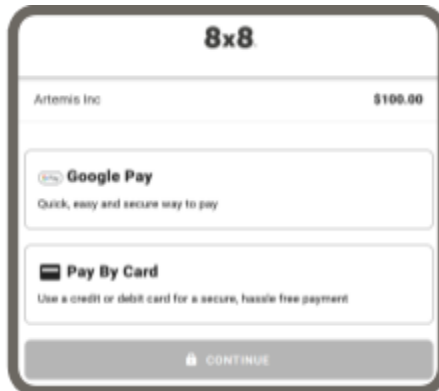 8x8
Artemis Inc $100.00
Google Pay
Quick, easy and secure way to pay
Pay By Card
Use a credit or debit card for a secure, hassle free payment
CONTINUE